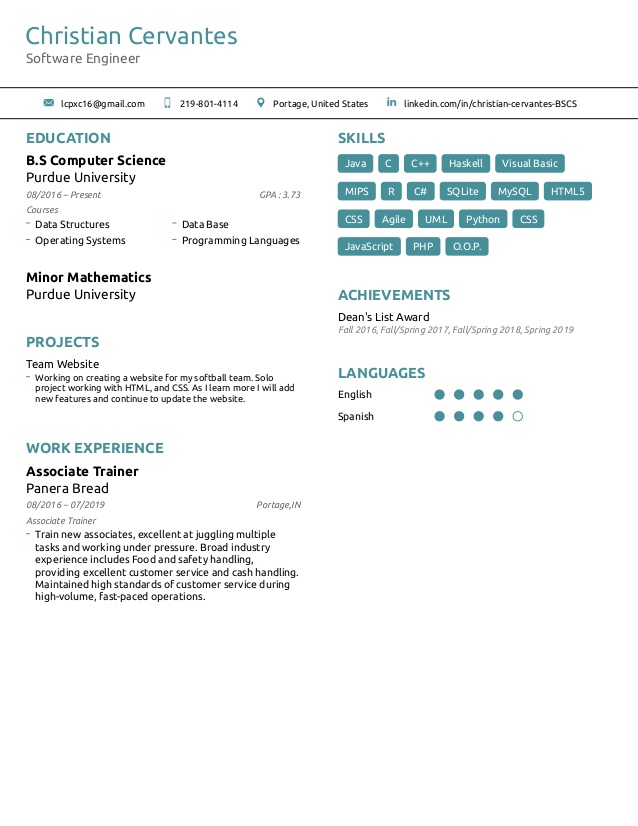 Christian Cervantes
Software Engineer
lcpxc16@gmail.com 219-801-4114 Portage, United States linkedin.com/in/christian-cervantes-BSCS
EDUCATION
B.S Computer Science
Purdue University
08/2016 – Present GPA : 3.73
Courses
– Data Structures – Data Base
– Operating Systems – Programming Languages
Minor Mathematics
Purdue University
PROJECTS
Team Website
– Working on creating a website for my softball team. Solo
project working with HTML, and CSS. As I learn more I will add
new features and continue to update the website.
WORK EXPERIENCE
Associate Trainer
Panera Bread
08/2016 – 07/2019 Portage,IN
Associate Trainer
– Train new associates, excellent at juggling multiple
tasks and working under pressure. Broad industry
experience includes Food and safety handling,
providing excellent customer service and cash handling.
Maintained high standards of customer service during
high-volume, fast-paced operations.
SKILLS
Java C C++ Haskell Visual Basic
MIPS R C# SQLite MySQL HTML5
CSS Agile UML Python CSS
JavaScript PHP O.O.P.
ACHIEVEMENTS
Dean's List Award
Fall 2016, Fall/Spring 2017, Fall/Spring 2018, Spring 2019
LANGUAGES
English
Spanish